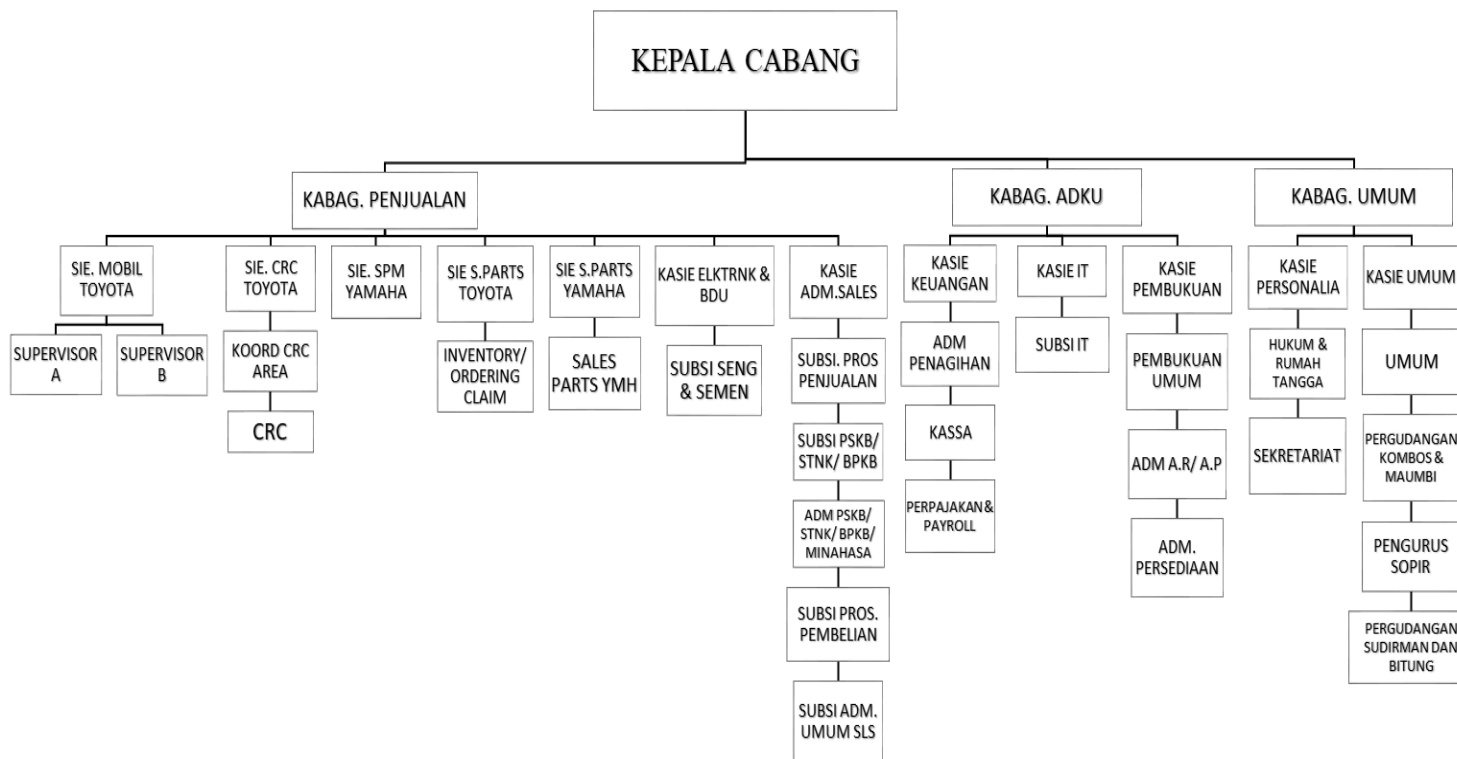 KEPALA CABANG
KABAG. PENJUALAN
KABAG. ADKU
KABAG. UMUM
SIE. MOBIL
TOYOTA
SIE. CRC
TOYOTA
SIE. SPM
YAMAHA
SIE S.PARTS
TOYOTA
SIE S.PARTS
YAMAHA
KASIE ELKTRNK &
BDU
KASIE
ADM.SALES
KASIE
KEUANGAN
KASIE IT
KASIE
PEMBUKUAN
KASIE
PERSONALIA
KASIE UMUM
SUPERVISOR
A
SUPERVISOR
B
KOORD CRC
AREA
INVENTORY/
ORDERING
CLAIM
SALES
PARTS YMH
SUBSI SENG
& SEMEN
SUBSI. PROS
PENJUALAN
ADM
PENAGIHAN
SUBSI IT
PEMBUKUAN
UMUM
HUKUM &
RUMAH
TANGGA
UMUM
CRC
SUBSI PSKB/
STNK/ BPKB
KASSA
ADM A.R/ A.P
SEKRETARIAT
PERGUDANGAN
KOMBOS &
MAUMBI
ADM PSKB/
STNK/ BPKB/
MINAHASA
PERPAJAKAN &
PAYROLL
ADM.
PERSEDIAAN
PENGURUS
SOPIR
SUBSI PROS.
PEMBELIAN
PERGUDANGAN
SUDIRMAN DAN
BITUNG
SUBSI ADM.
UMUM SLS